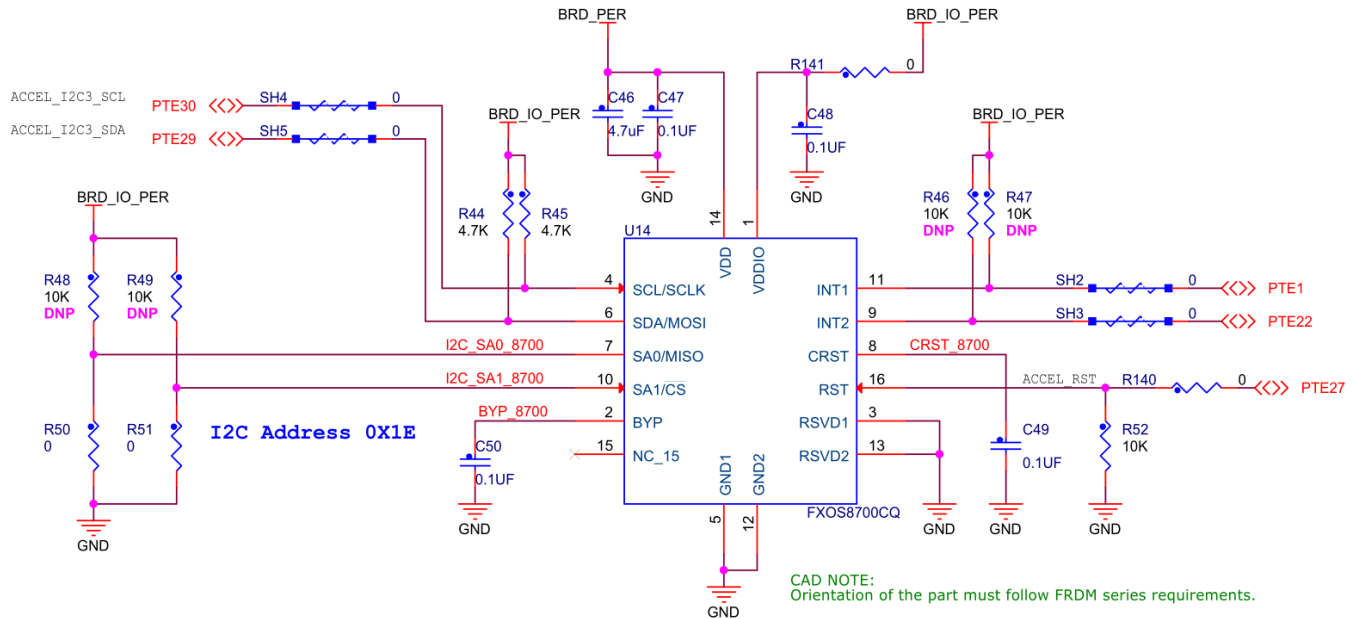 BRD_PER
BRD_IO_PER
R141
0
ACCEL_I2C3_SCL
PTE30
SH4
0
C46
4.7uF
C47
0.1UF
BRD_IO_PER
C48
0.1UF
BRD_IO_PER
ACCEL_I2C3_SDA
PTE29
SH5
0
GND
GND
BRD_IO_PER
R44
4.7K
R45
4.7K
14
1
R46
10K
DNP
R47
10K
DNP
U14
VDD
VDDIO
R48
10K
DNP
R49
10K
DNP
4
SCL/SCLK
INT1
11
SH2
0
PTE1
6
SDA/MOSI
INT2
9
SH3
0
PTE22
I2C_SA0_8700
7
SA0/MISO
CRST
8
CRST_8700
I2C_SA1_8700
10
SA1/CS
RST
16
ACCEL_RST
R140
0
PTE27
BYP_8700
2
BYP
RSVD1
3
R50
0
R51
0
I2C Address 0X1E
C50
0.1UF
15
NC_15
RSVD2
13
C49
0.1UF
R52
10K
GND1
GND2
FXOS8700CQ
5
12
GND
GND
GND
GND
GND
GND
CAD NOTE:
Orientation of the part must follow FRDM series requirements.